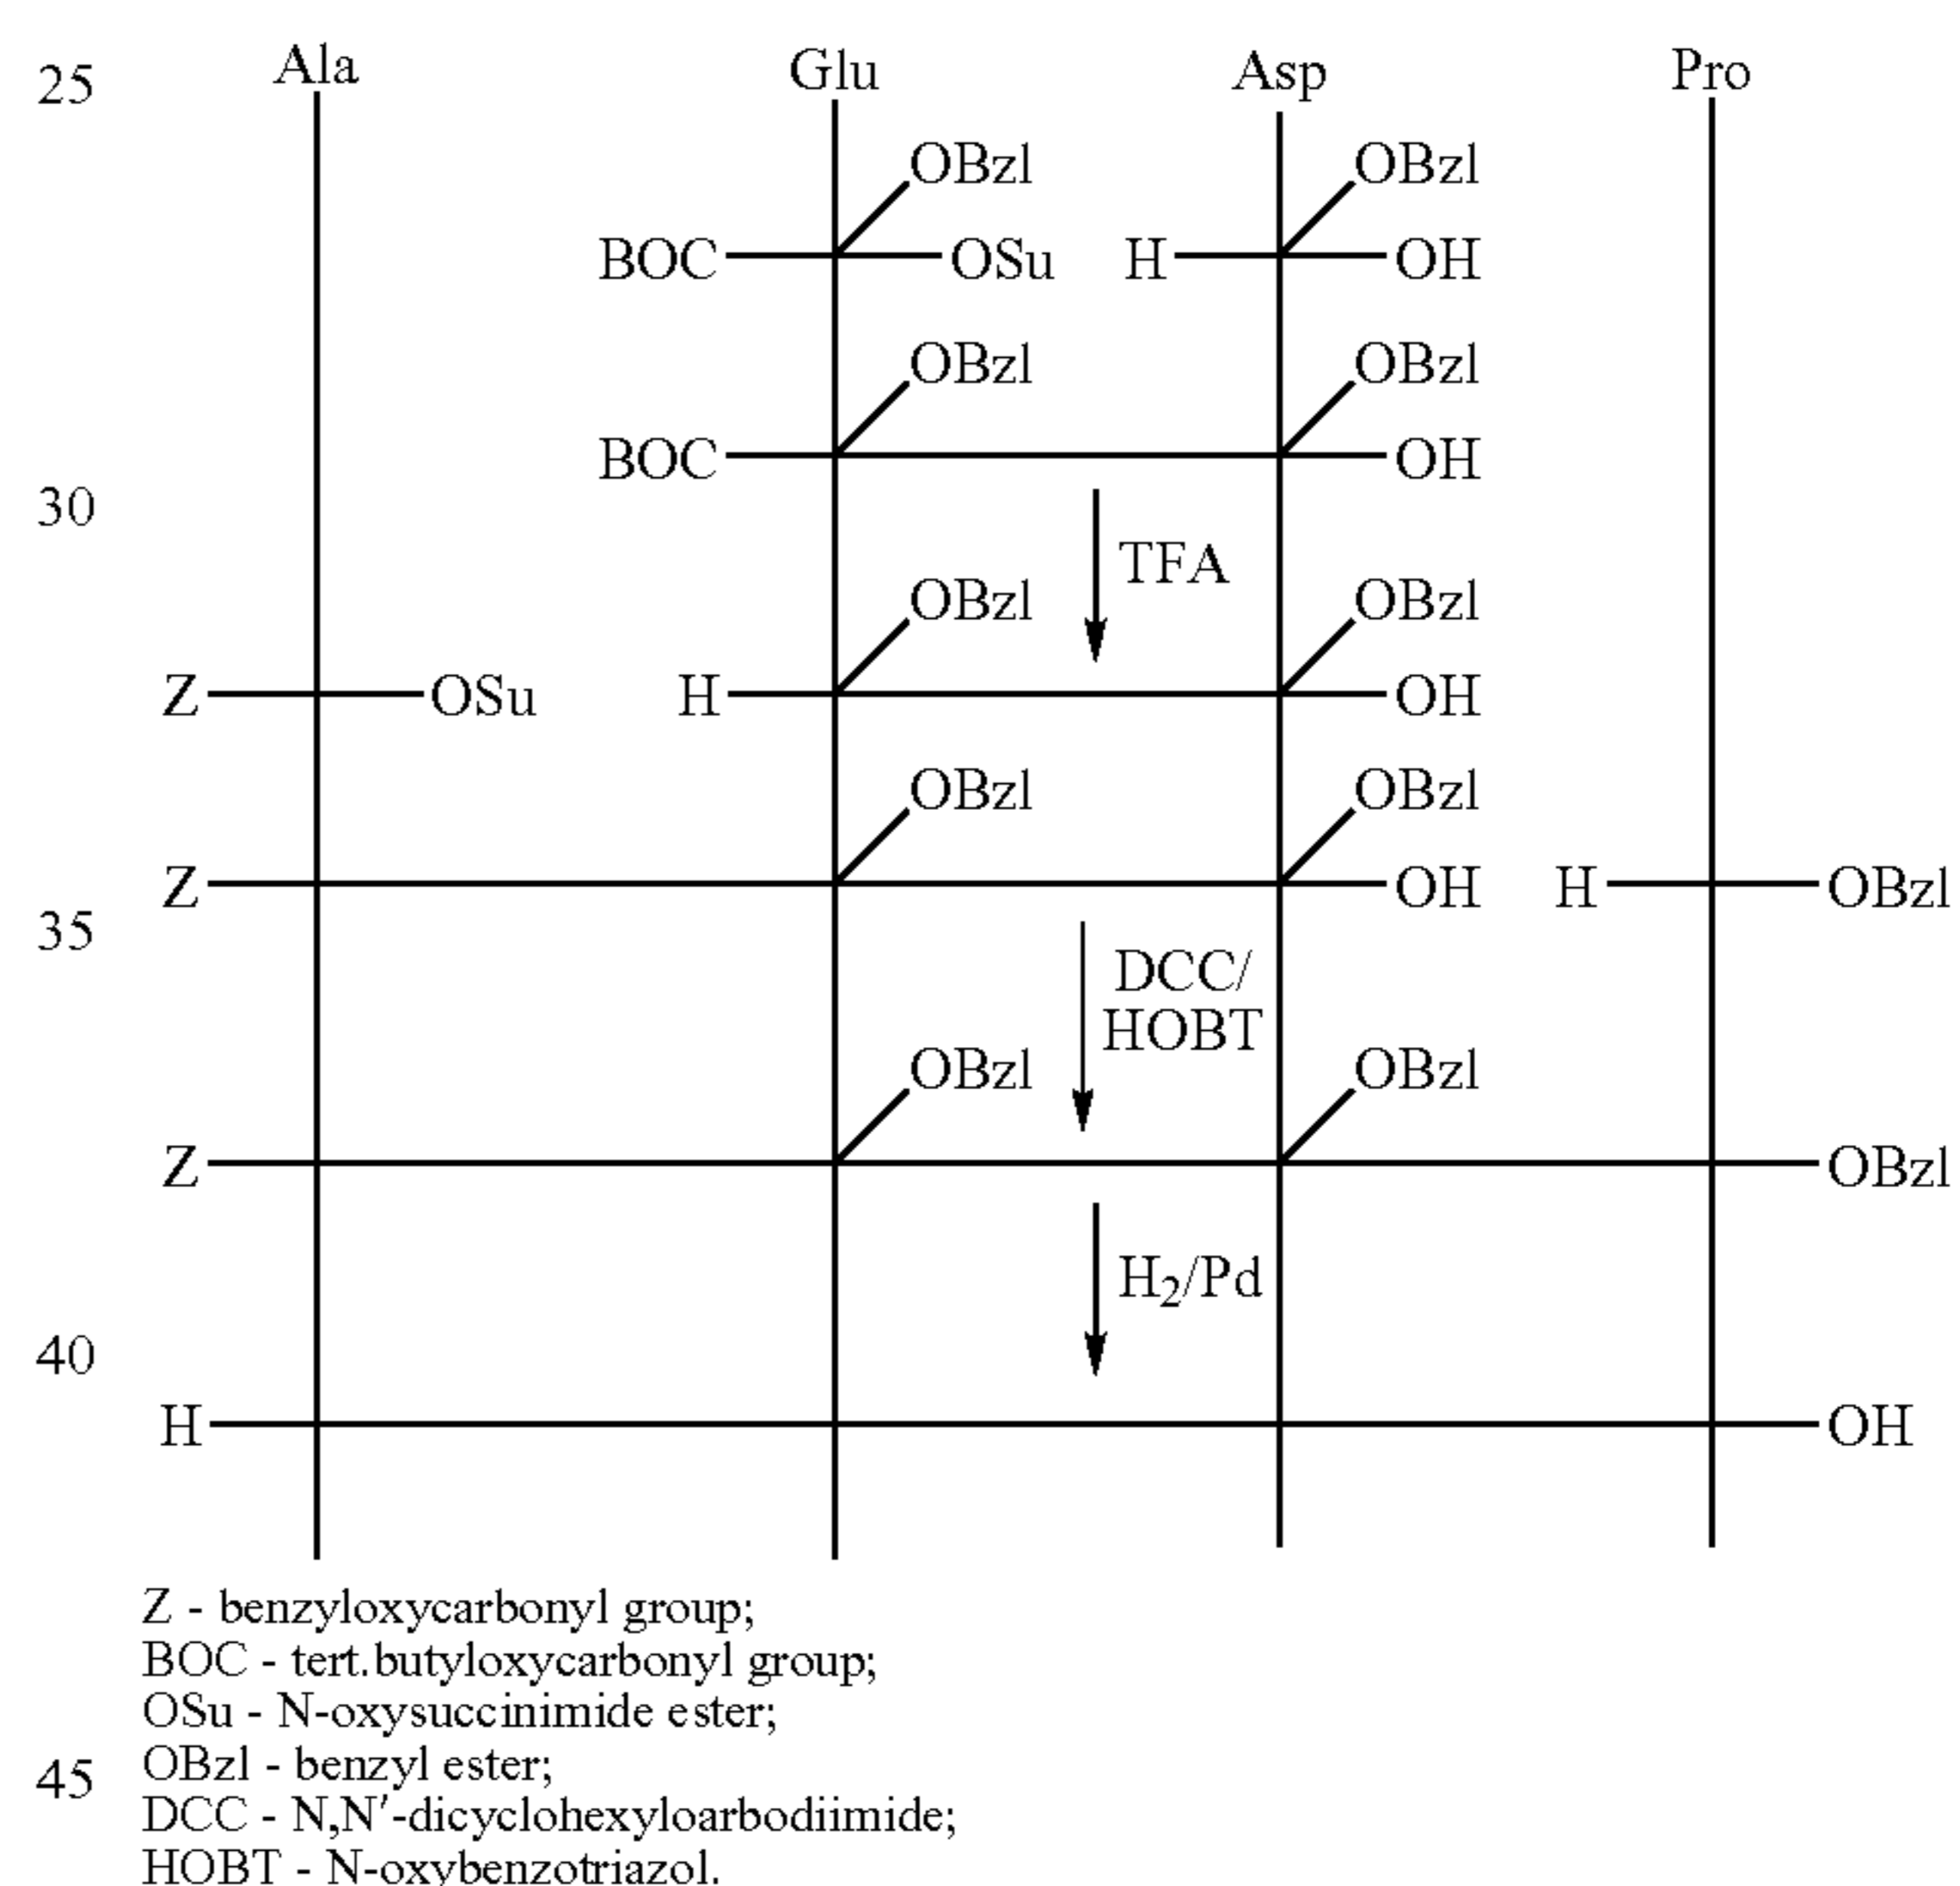 25 Ala Glu Asp Pro
OBzl OBzl
BOC OSu H OH
OBzl OBzl
BOC OH
30
TFA
OBzl OBzl
Z OSu H OH
OBzl OBzl
Z OH H OBzl
35
DCC/
HOBT
OBzl OBzl
Z OBzl
H2/Pd
40
H OH
Z - benzyloxycarbonyl group;
BOC - tert.butyloxycarbonyl group;
OSu - N-oxysuccinimide ester;
45 OBzl - benzyl ester;
DCC - N,N'-dicyclohexyloarbodiimide;
HOBT - N-oxybenzotriazol.